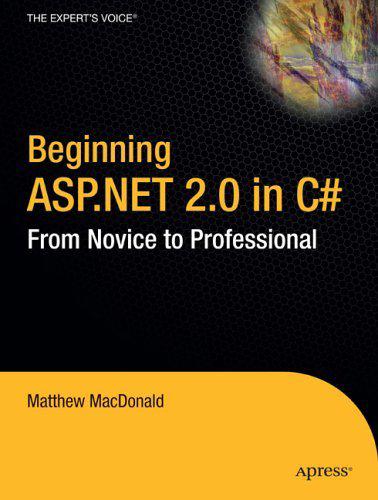 THE EXPERT'S VOICE®
Beginning
ASP.NET 2.0 in C#
From Novice to Professional
Matthew MacDonald
Apress®